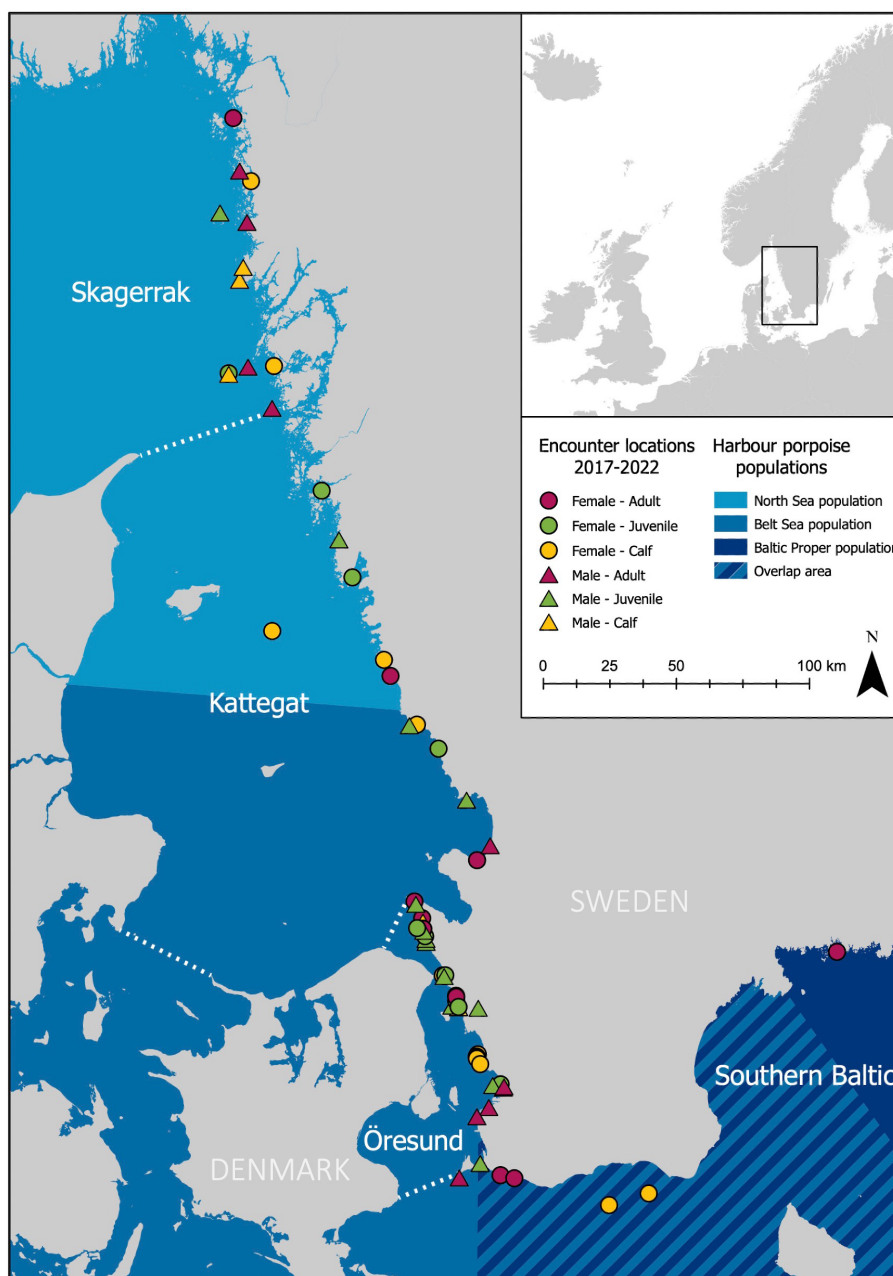 Skagerrak
Kattegat
SWEDEN
Southern Baltic
Öresund
DENMARK
Encounter locations
2017-2022
Female - Adult
Female - Juvenile
Female - Calf
Male - Adult
Male - Juvenile
Male - Calf
Harbour porpoise
populations
North Sea population
Belt Sea population
Baltic Proper population
Overlap area
N
0 25 50 100 km